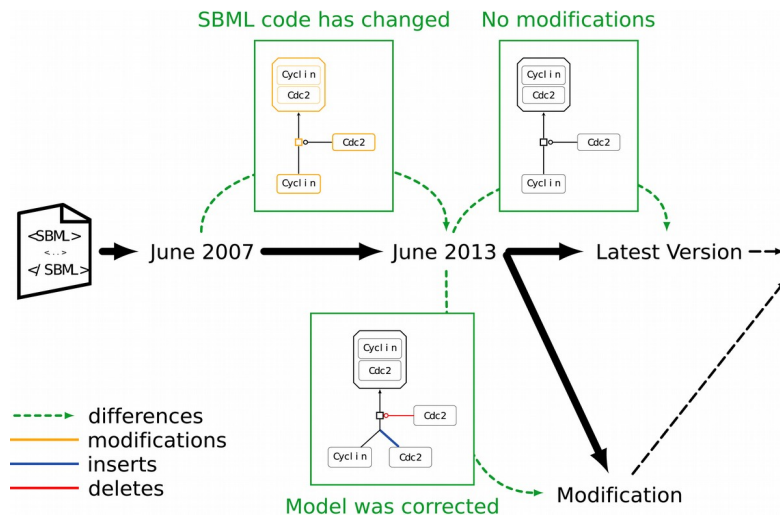 SBML code has changed
No modifications
Cyclin
Cdc2
Cdc2
Cyclin
Cyclin
Cdc2
Cdc2
Cyclin
<SBML>
<...>
</ SBML>
June 2007
June 2013
Latest Version
Cyclin
Cdc2
Cdc2
Cyclin
Cdc2
differences
modifications
inserts
deletes
Model was corrected
Modification